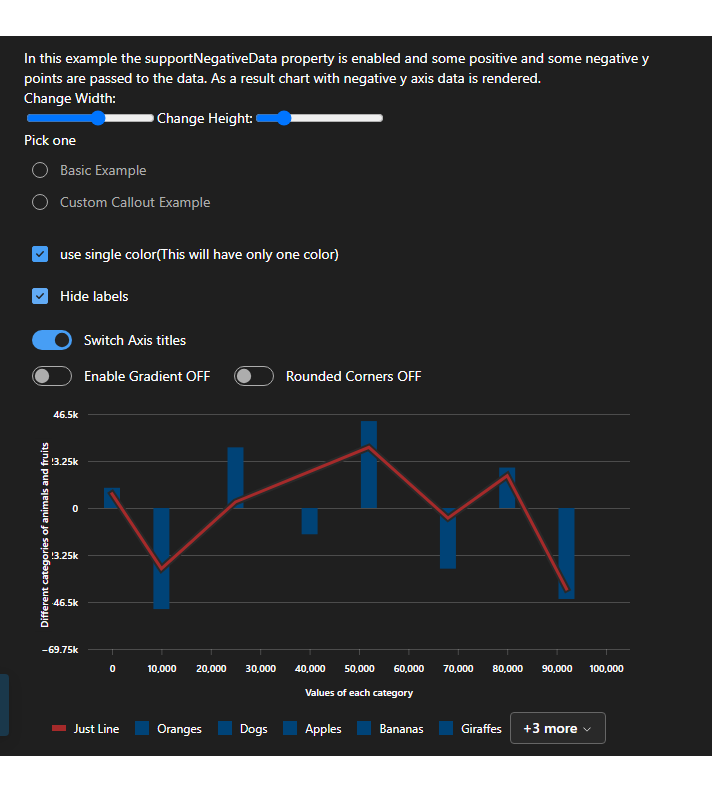 In this example the supportNegativeData property is enabled and some positive and some negative y
points are passed to the data. As a result chart with negative y axis data is rendered.
Change Width:
Change Height:
Pick one
Basic Example
Custom Callout Example
use single color(This will have only one color)
Hide labels
Switch Axis titles
Enable Gradient OFF Rounded Corners OFF
Different categories of animals and fruits
46.5k
3.25k
0
3.25k
46.5k
−69.75k
0 10,000 20,000 30,000 40,000 50,000 60,000 70,000 80,000 90,000 100,000
Values of each category
Just Line Oranges Dogs Apples Bananas Giraffes +3 more